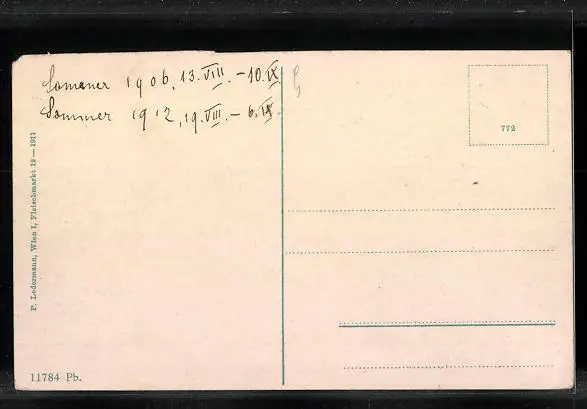 Sommer 1906, 13.VIII. – 10.IX
Sommer 1912, 19.VIII. – 6.IX.
772
P. Ledermann, Wien I, Fleischmarkt 12 — 1911
11784 Pb.